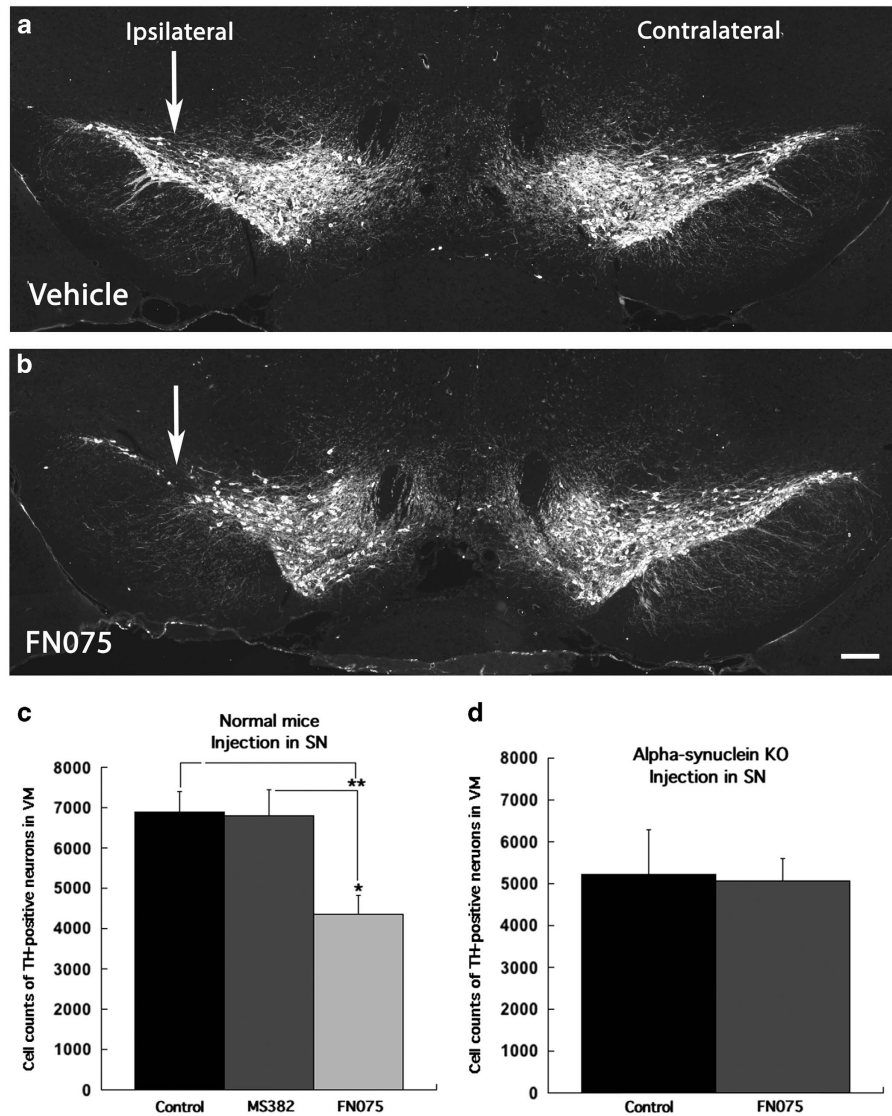 a
Ipsilateral
Contralateral
Vehicle
b
FN075
c
Normal mice
Injection in SN
Cell counts of TH-positive neurons in VM
8000
7000
6000
5000
4000
3000
2000
1000
0
**
*
Control
MS382
FN075
d
Alpha-synuclein KO
Injection in SN
Cell counts of TH-positive neruons in VM
8000
7000
6000
5000
4000
3000
2000
1000
0
Control
FN075